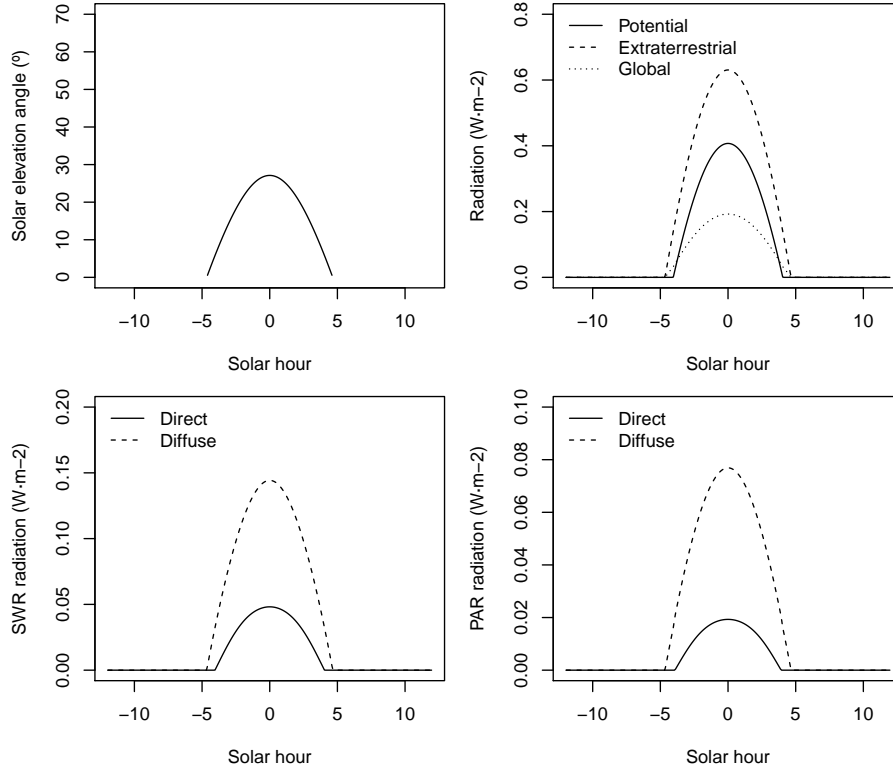 Solar elevation angle (º)
70
60
50
40
30
20
10
0
−10
−5
0
5
10
Solar hour
Radiation (W·m−2)
0.8
0.6
0.4
0.2
0.0
Potential
Extraterrestrial
Global
−10
−5
0
5
10
Solar hour
SWR radiation (W·m−2)
0.20
0.15
0.10
0.05
0.00
Direct
Diffuse
−10
−5
0
5
10
Solar hour
PAR radiation (W·m−2)
0.10
0.08
0.06
0.04
0.02
0.00
Direct
Diffuse
−10
−5
0
5
10
Solar hour